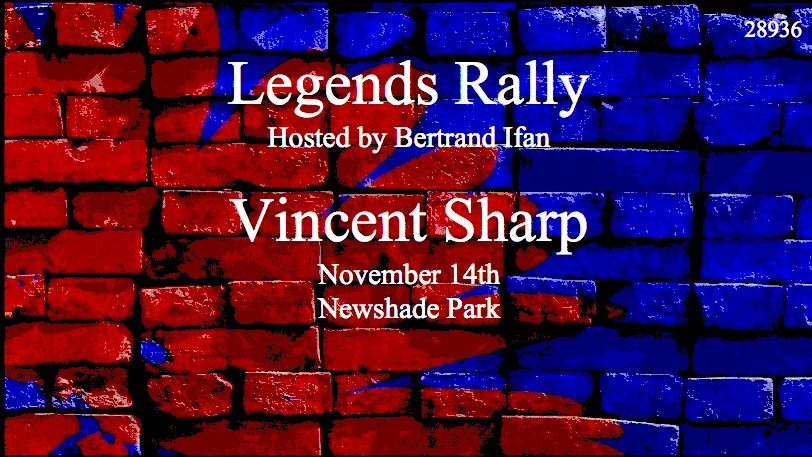 28936
Legends Rally
Hosted by Bertrand Ifan
Vincent Sharp
November 14th
Newshade Park